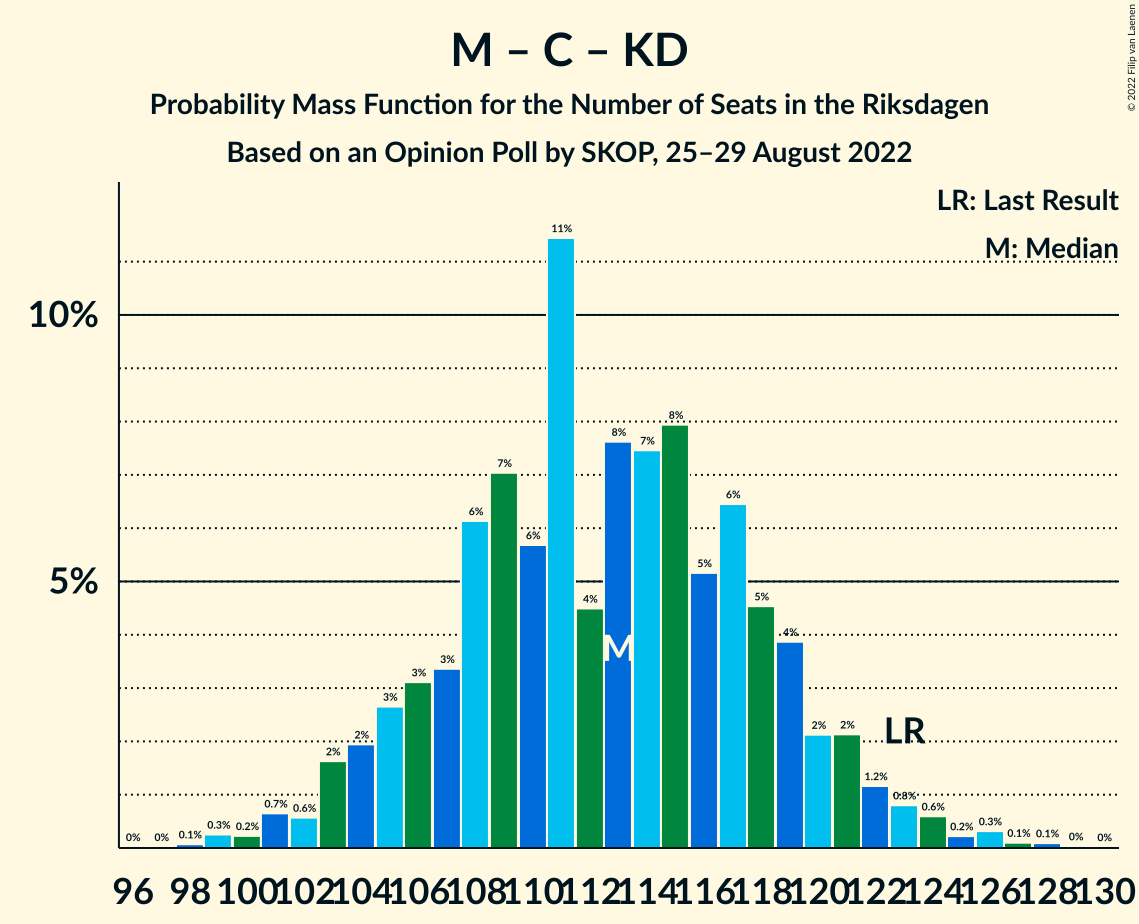 M – C – KD
Probability Mass Function for the Number of Seats in the Riksdagen
Based on an Opinion Poll by SKOP, 25–29 August 2022
© 2022 Filip van Laenen
LR: Last Result
M: Median
10%
5%
0% 0% 0.1% 0.3% 0.2% 0.7% 0.6% 2% 2% 3% 3% 3% 6% 7% 6% 11% 4% 8% 7% 8% 5% 6% 5% 4% 2% 2% 1.2% 0.8% 0.6% 0.2% 0.3% 0.1% 0.1% 0% 0%
M
LR
96 98 100 102 104 106 108 110 112 114 116 118 120 122 124 126 128 130